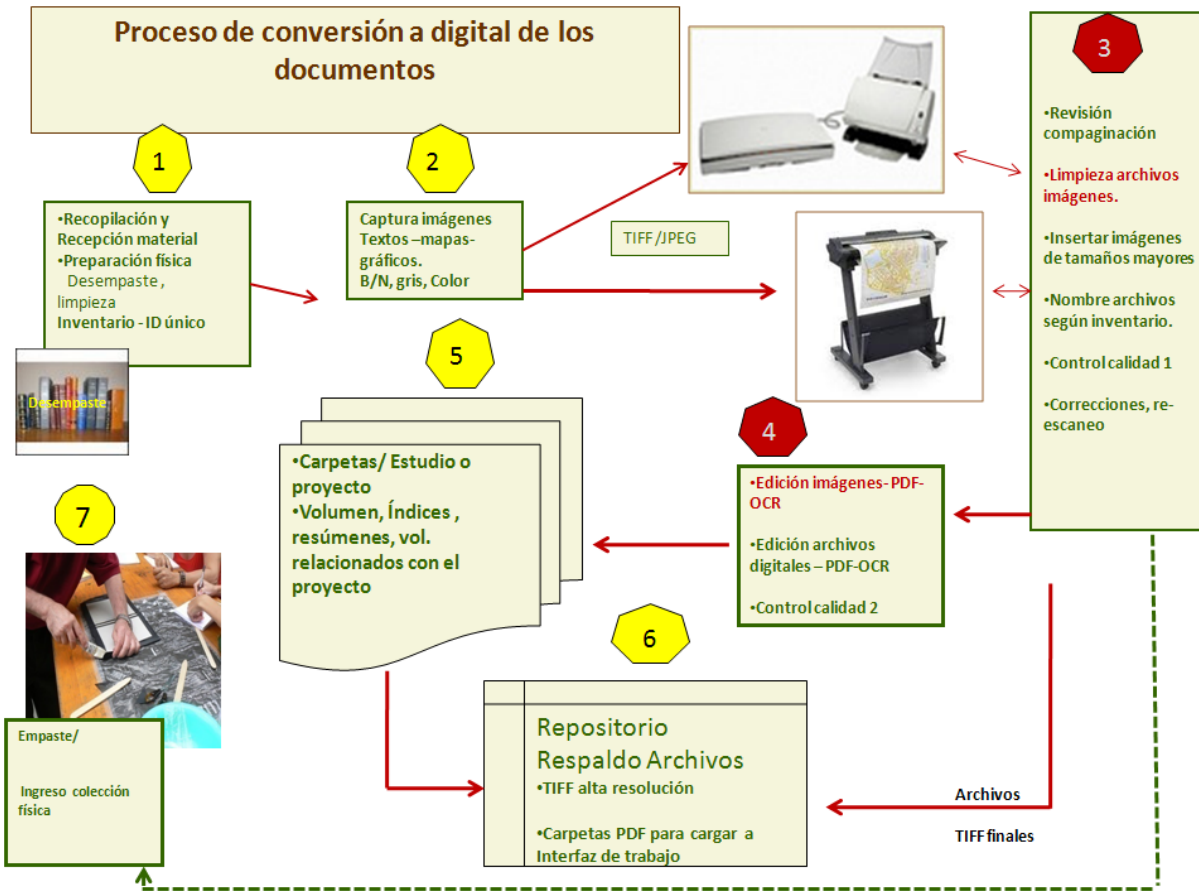 Proceso de conversión a digital de los
documentos
1
•Recopilación y
Recepción material
•Preparación física
Desempaste ,
limpieza
Inventario - ID único
Desempaste
2
Captura imágenes
Textos –mapas-
gráficos.
B/N, gris, Color
TIFF/JPEG
3
•Revisión
compaginación
•Limpieza archivos
imágenes.
•Insertar imágenes
de tamaños mayores
•Nombre archivos
según inventario.
•Control calidad 1
•Correcciones, re-
escaneo
4
•Edición imágenes- PDF-
OCR
•Edición archivos
digitales – PDF-OCR
•Control calidad 2
5
•Carpetas/ Estudio o
proyecto
•Volumen, Índices ,
resúmenes, vol.
relacionados con el
proyecto
6
Repositorio
Respaldo Archivos
•TIFF alta resolución
•Carpetas PDF para cargar a
Interfaz de trabajo
Archivos
TIFF finales
7
Empaste/
Ingreso colección
física